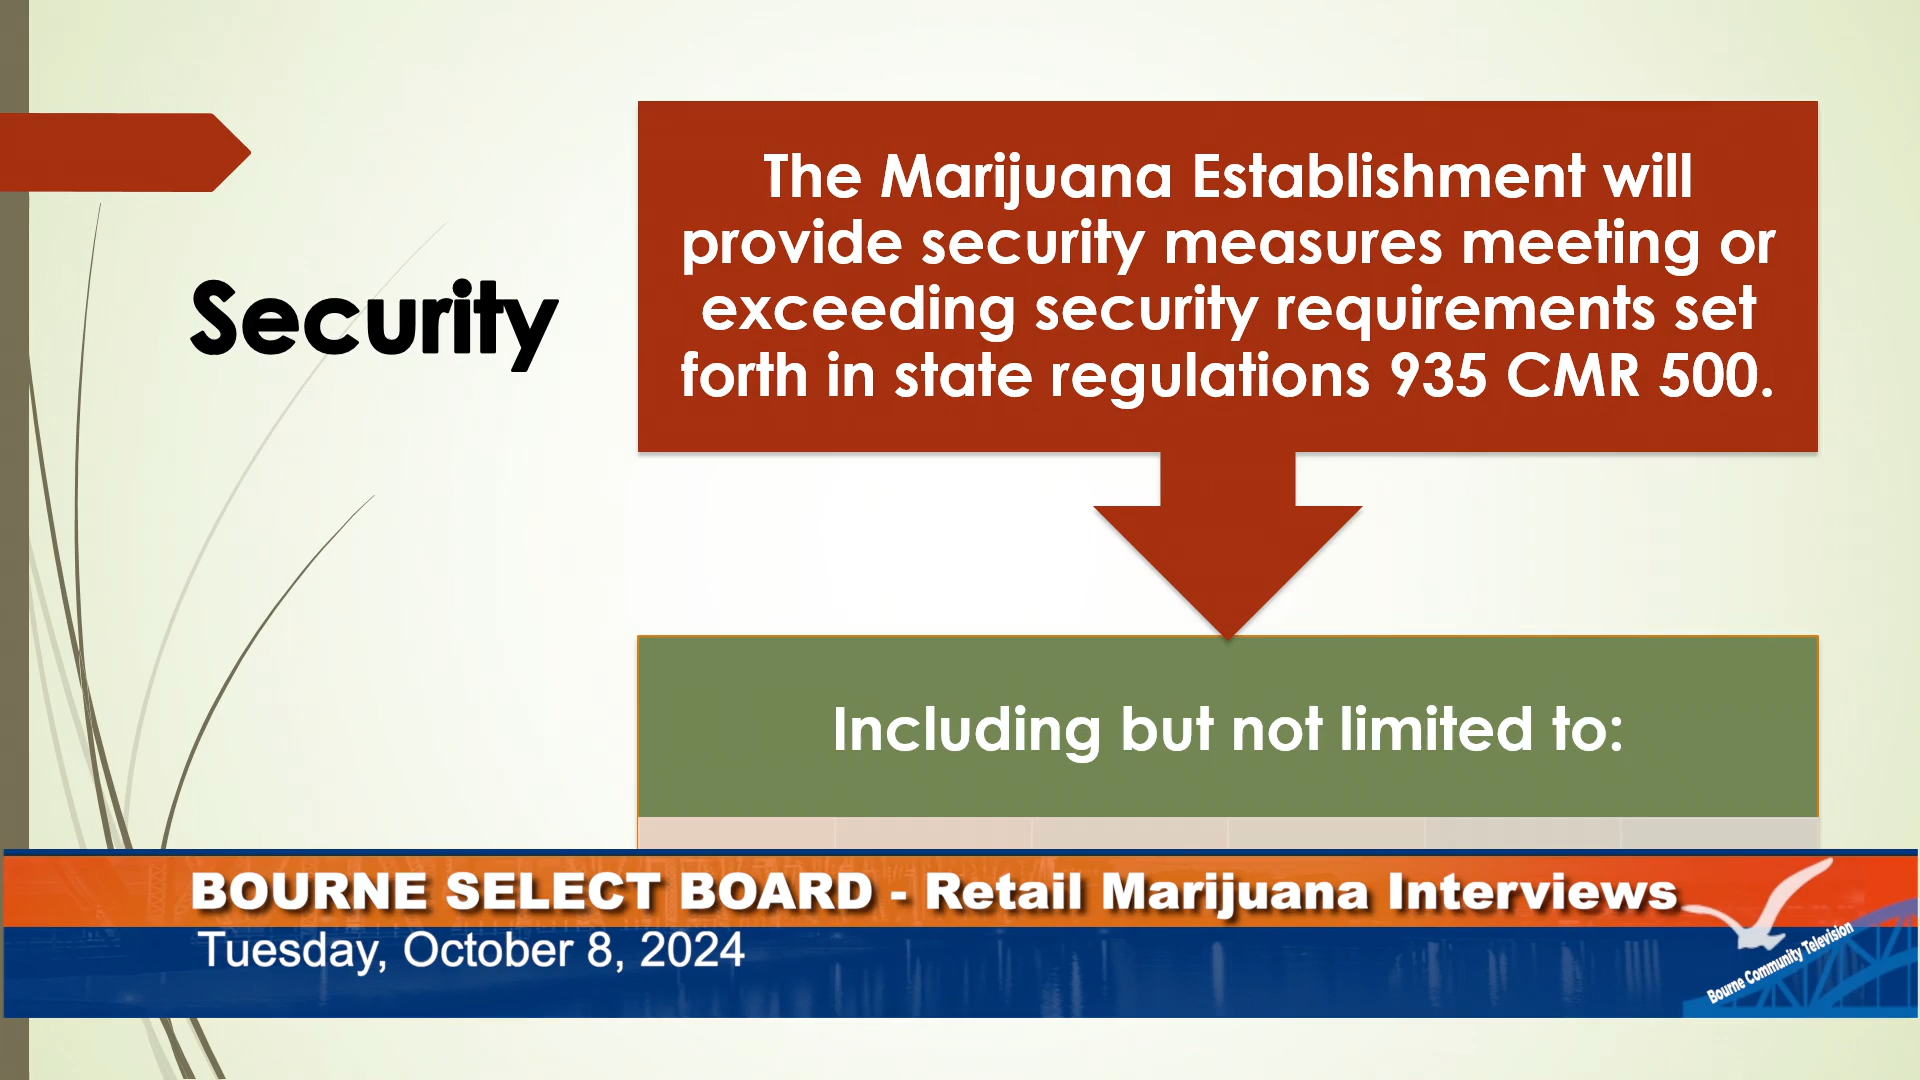 Security
The Marijuana Establishment will
provide security measures meeting or
exceeding security requirements set
forth in state regulations 935 CMR 500.
Including but not limited to:
BOURNE SELECT BOARD - Retail Marijuana Interviews
Tuesday, October 8, 2024
Bourne Community Television